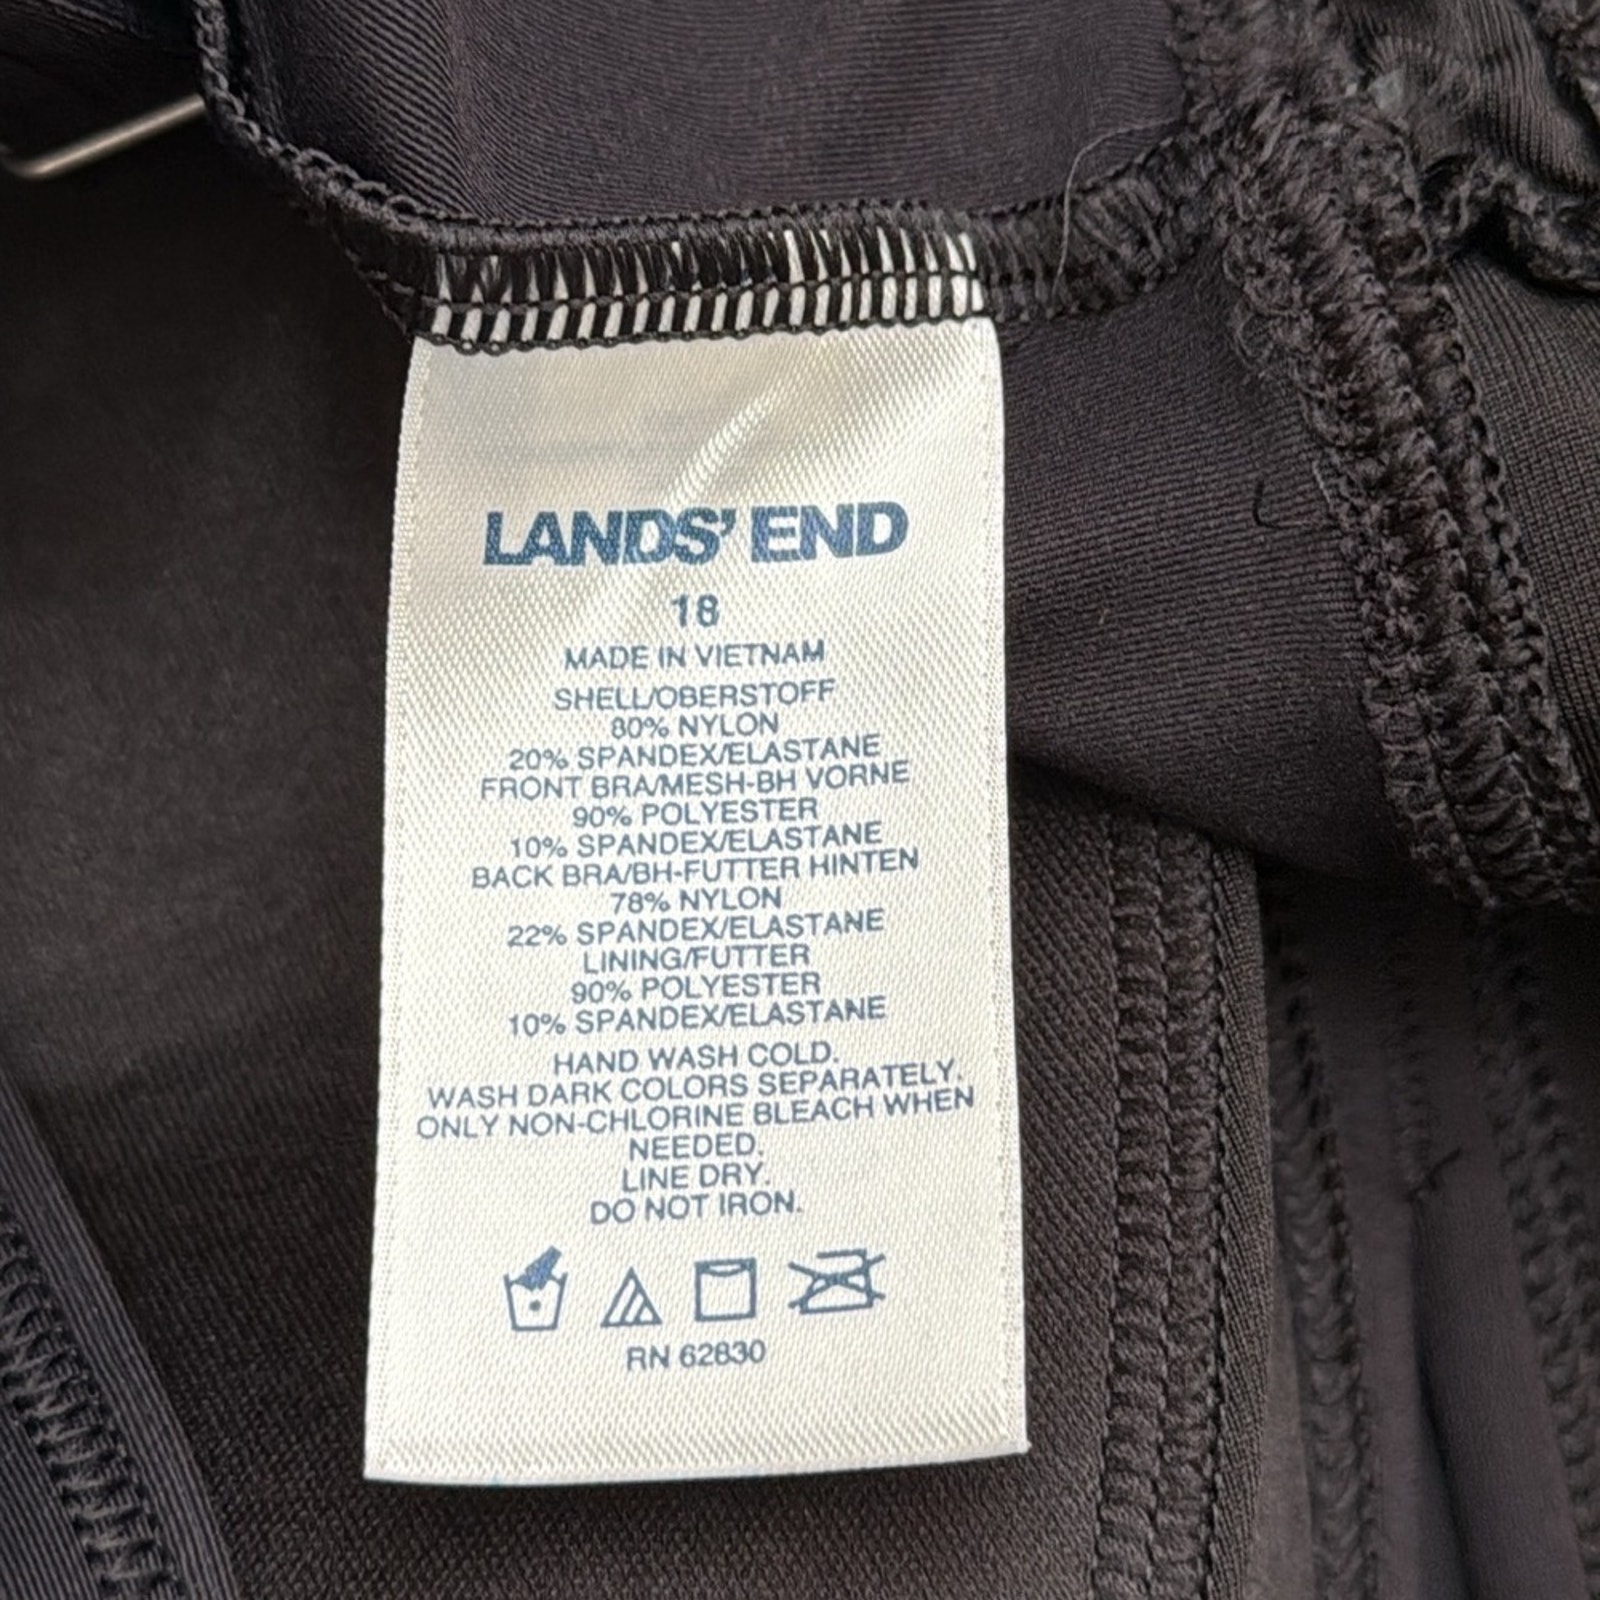 LANDS' END
18
MADE IN VIETNAM
SHELL/OBERSTOFF
80% NYLON
20% SPANDEX/ELASTANE
FRONT BRA/MESH-BH VORNE
90% POLYESTER
10% SPANDEX/ELASTANE
BACK BRA/BH-FUTTER HINTEN
78% NYLON
22% SPANDEX/ELASTANE
LINING/FUTTER
90% POLYESTER
10% SPANDEX/ELASTANE
HAND WASH COLD.
WASH DARK COLORS SEPARATELY.
ONLY NON-CHLORINE BLEACH WHEN
NEEDED.
LINE DRY.
DO NOT IRON.
RN 62830